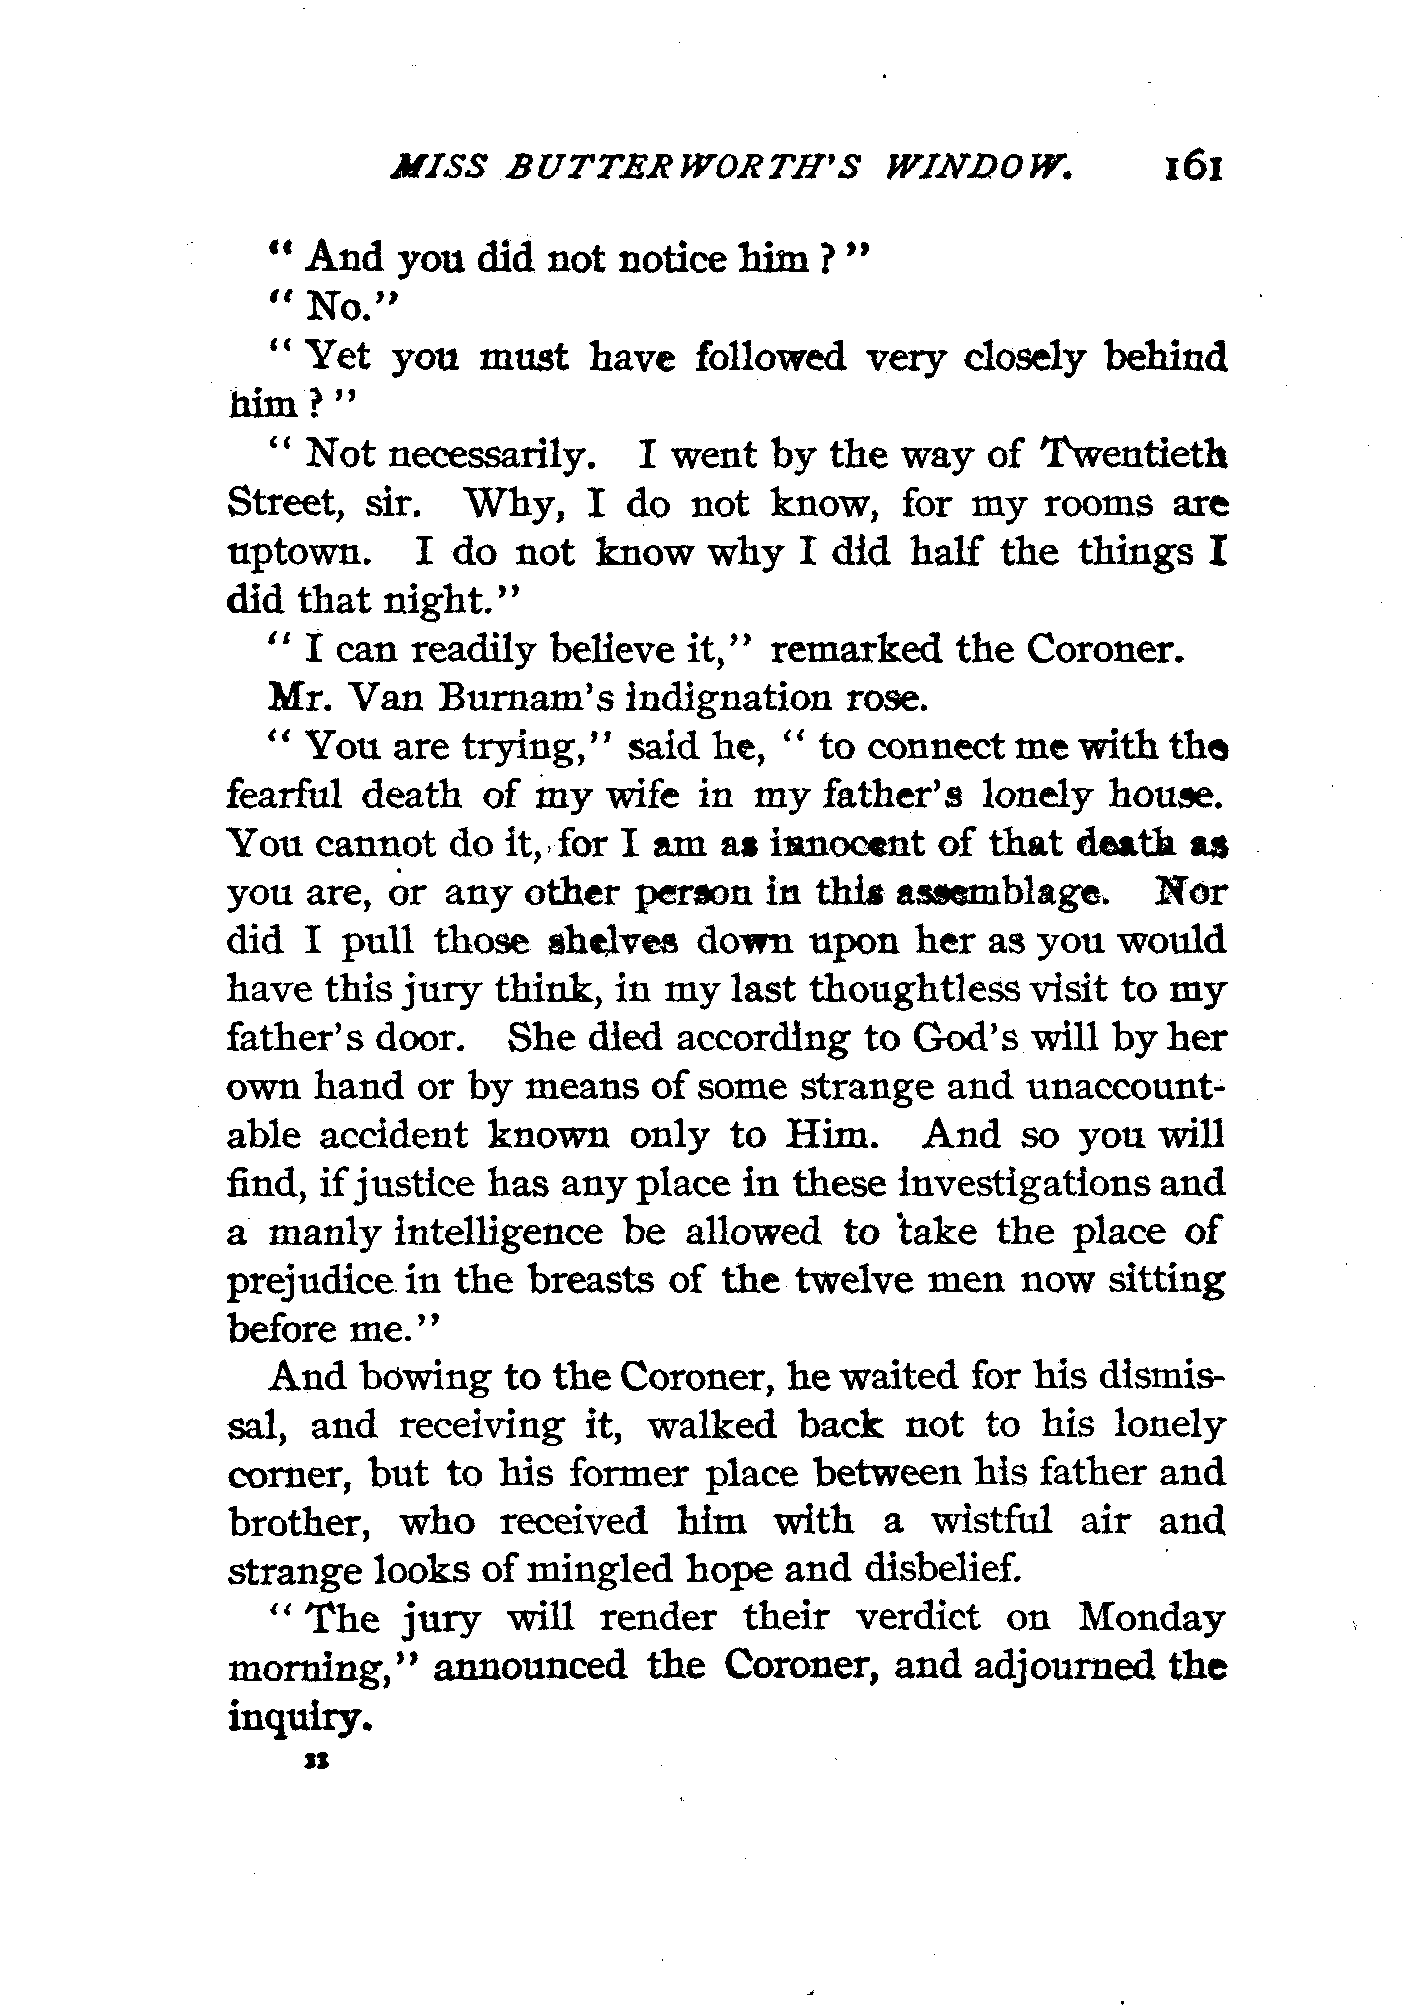 MISS BUTTERWORTH'S WINDOW. 161
" And you did not notice him ? "
" No."
" Yet you must have followed very closely behind
him ? "
" Not necessarily. I went by the way of Twentieth
Street, sir. Why, I do not know, for my rooms are
uptown. I do not know why I did half the things I
did that night."
" I can readily believe it," remarked the Coroner.
Mr. Van Burnam's indignation rose.
" You are trying," said he, " to connect me with the
fearful death of my wife in my father's lonely house.
You cannot do it, for I am as innocent of that death as
you are, or any other person in this assemblage. Nor
did I pull those shelves down upon her as you would
have this jury think, in my last thoughtless visit to my
father's door. She died according to God's will by her
own hand or by means of some strange and unaccount-
able accident known only to Him. And so you will
find, if justice has any place in these investigations and
a manly intelligence be allowed to take the place of
prejudice in the breasts of the twelve men now sitting
before me."
And bowing to the Coroner, he waited for his dismis-
sal, and receiving it, walked back not to his lonely
corner, but to his former place between his father and
brother, who received him with a wistful air and
strange looks of mingled hope and disbelief.
" The jury will render their verdict on Monday
morning," announced the Coroner, and adjourned the
inquiry.
11